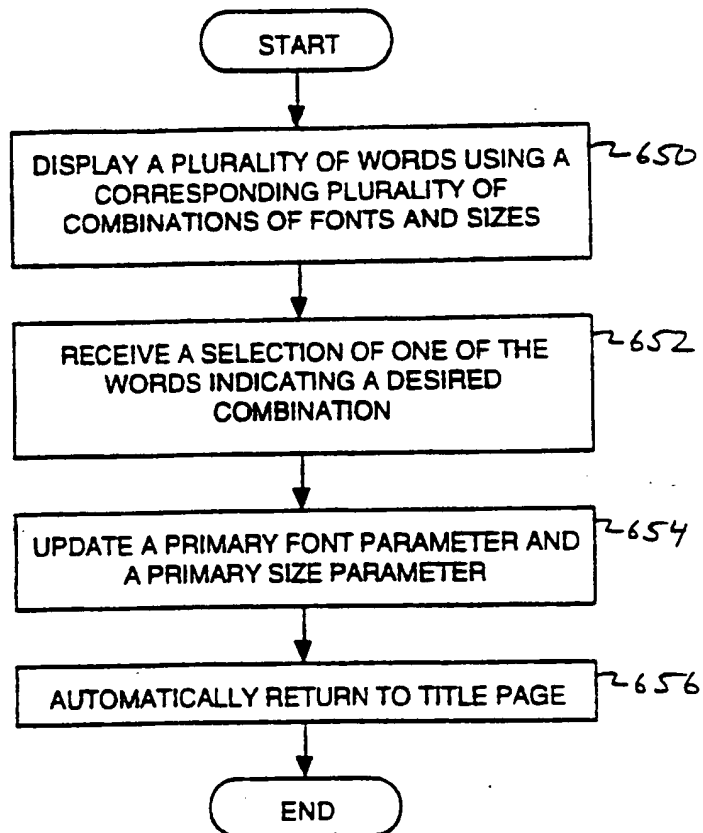 START
DISPLAY A PLURALITY OF WORDS USING A
CORRESPONDING PLURALITY OF
COMBINATIONS OF FONTS AND SIZES
650
RECEIVE A SELECTION OF ONE OF THE
WORDS INDICATING A DESIRED
COMBINATION
652
UPDATE A PRIMARY FONT PARAMETER AND
A PRIMARY SIZE PARAMETER
654
AUTOMATICALLY RETURN TO TITLE PAGE
656
END